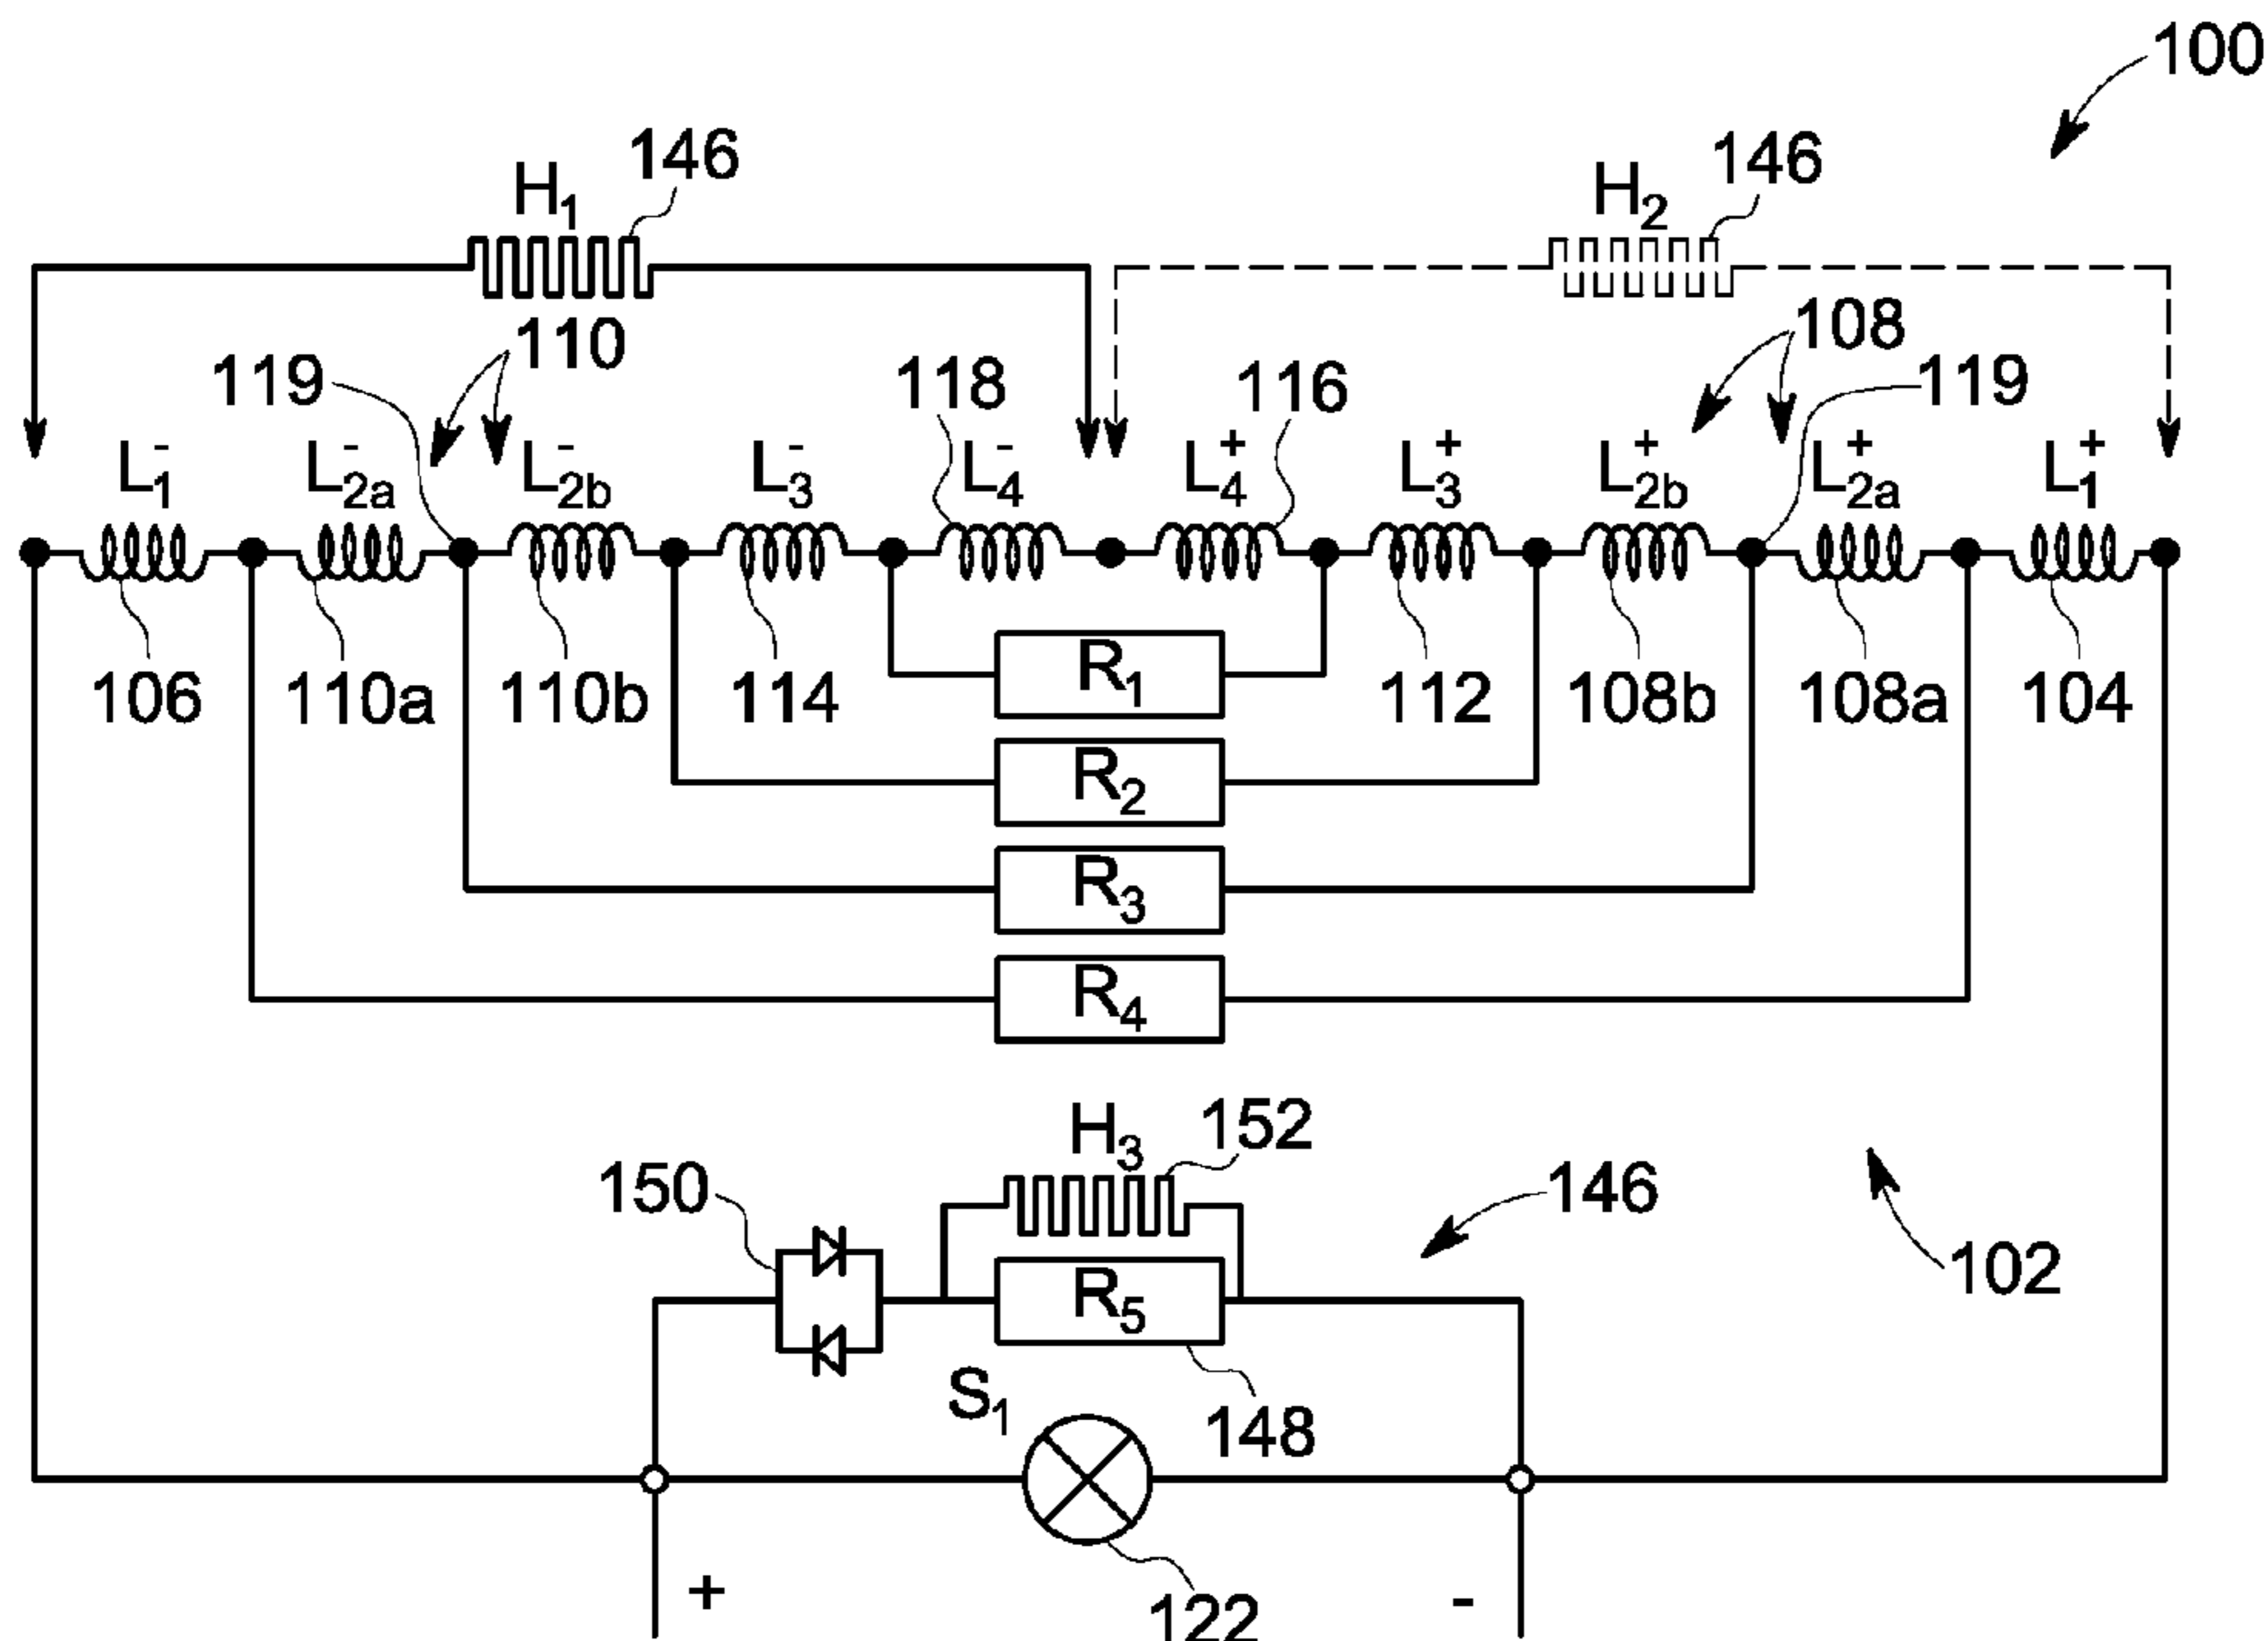 100
146
146
H1
H2
110
108
119
118
116
119
L1-
L2a-
L2b-
L3-
L4-
L4+
L3+
L2b+
L2a+
L1+
R1
106
110a
110b
114
112
108b
108a
104
R2
R3
R4
H3
152
150
146
R5
102
S1
148
+
-
122